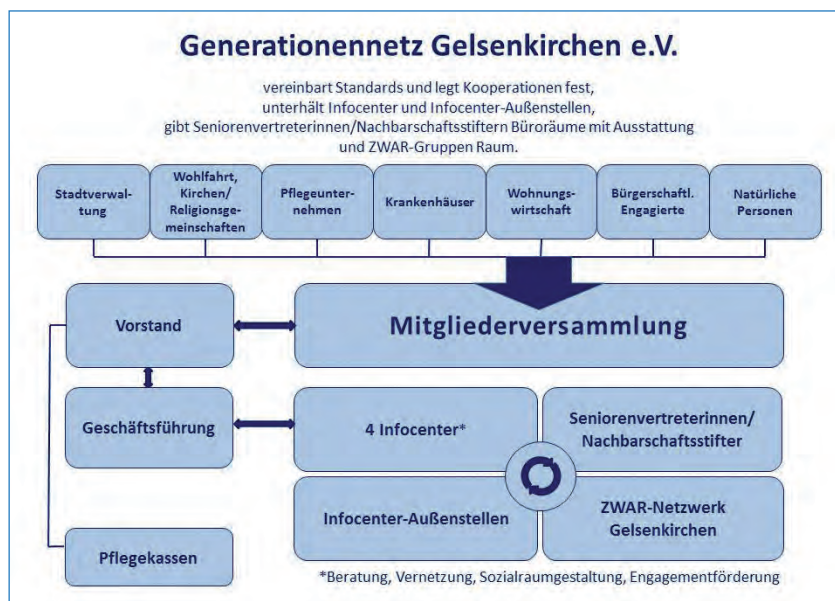 Generationennetz Gelsenkirchen e.V.
vereinbart Standards und legt Kooperationen fest,
unterhält Infocenter und Infocenter-Außenstellen,
gibt Seniorenvertreterinnen/Nachbarschaftsstiftern Büroräume mit Ausstattung
und ZWAR-Gruppen Raum.
Stadtverwal-
tung
Wohlfahrt,
Kirchen/
Religionsge-
meinschaften
Pflegeunter-
nehmen
Krankenhäuser
Wohnungs-
wirtschaft
Bürgerschaftl.
Engagierte
Natürliche
Personen
Vorstand
Mitgliederversammlung
Geschäftsführung
4 Infocenter*
Seniorenvertreterinnen/
Nachbarschaftsstifter
Infocenter-Außenstellen
ZWAR-Netzwerk
Gelsenkirchen
Pflegekassen
*Beratung, Vernetzung, Sozialraumgestaltung, Engagementförderung